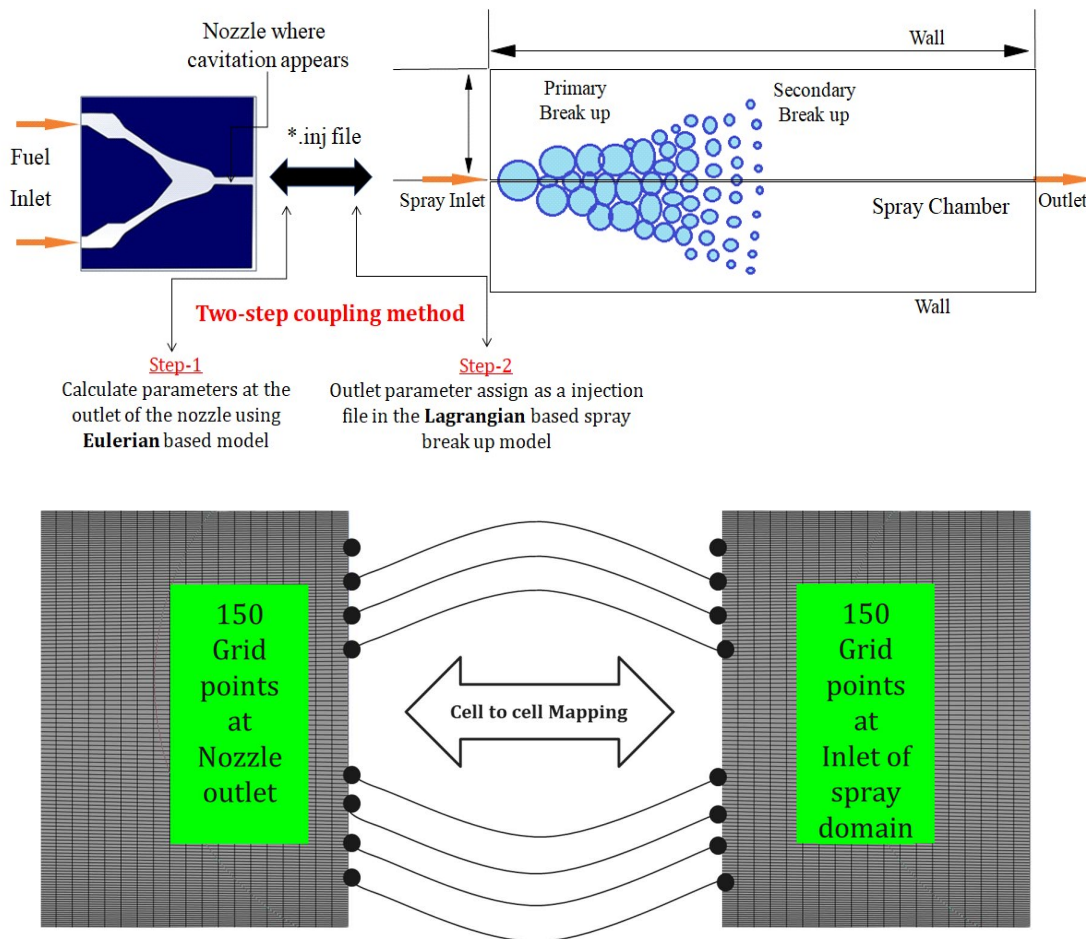 Nozzle where
cavitation appears
Fuel
Inlet
*.inj file
Wall
Primary
Break up
Secondary
Break up
Spray Inlet
Spray Chamber
Outlet
Wall
Two-step coupling method
Step-1
Calculate parameters at the
outlet of the nozzle using
Eulerian based model
Step-2
Outlet parameter assign as a injection
file in the Lagrangian based spray
break up model
150
Grid
points
at
Nozzle
outlet
Cell to cell Mapping
150
Grid
points
at
Inlet of
spray
domain